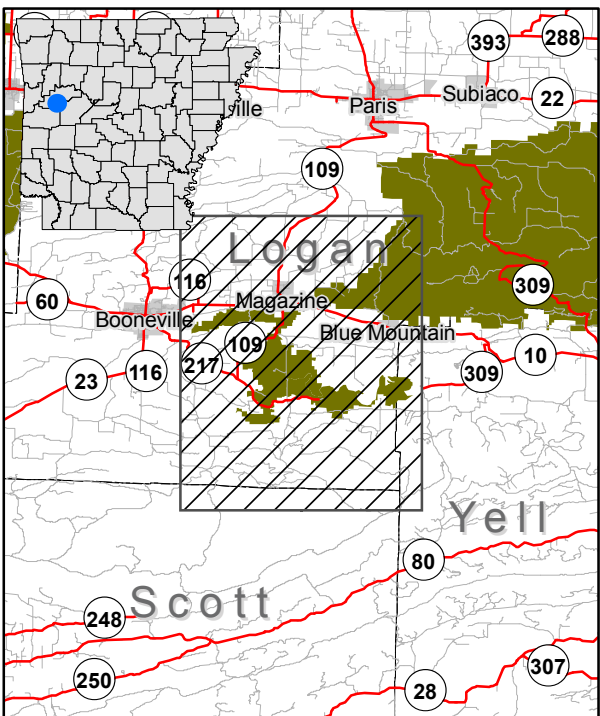 393
288
ville
Paris
Subiaco
22
109
Logan
116
309
60
Magazine
Booneville
Blue Mountain
109
10
217
23
116
309
Yell
80
Scott
248
250
307
28